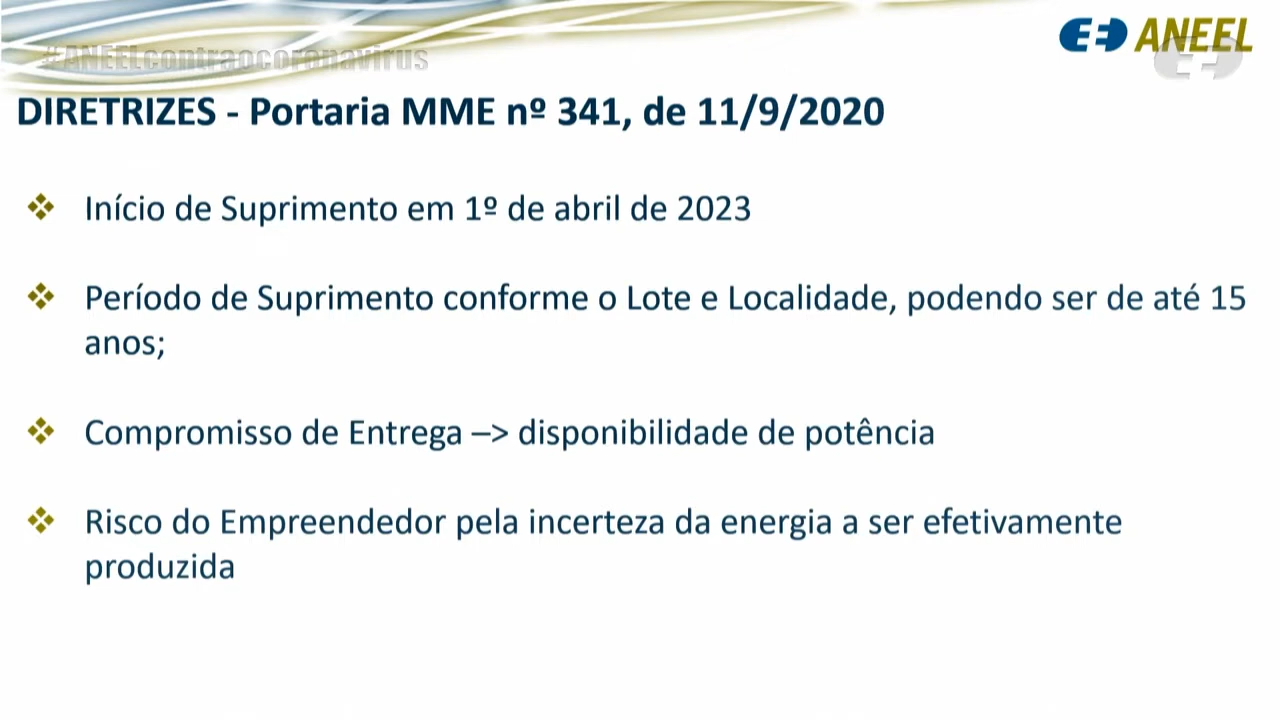 #ANEELcontraocoronavirus
ANEEL
DIRETRIZES - Portaria MME nº 341, de 11/9/2020
Início de Suprimento em 1º de abril de 2023
Período de Suprimento conforme o Lote e Localidade, podendo ser de até 15
anos;
Compromisso de Entrega –> disponibilidade de potência
Risco do Empreendedor pela incerteza da energia a ser efetivamente
produzida